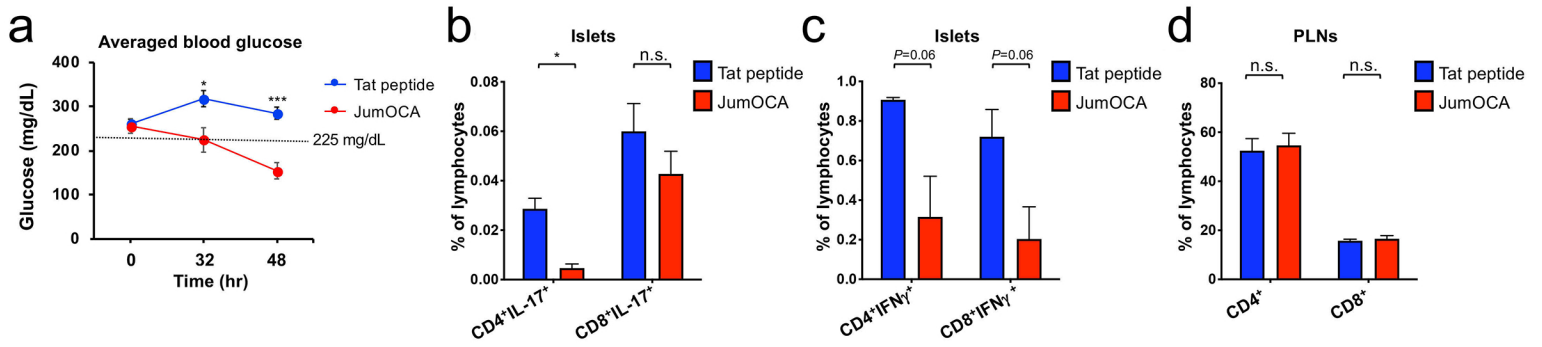 a
Averaged blood glucose
400
300
200
100
0
Glucose (mg/dL)
*
***
225 mg/dL
0 32 48
Time (hr)
Tat peptide
JumOCA
b
Islets
* n.s.
0.08
0.06
0.04
0.02
0.00
% of lymphocytes
CD4⁺IL-17⁺ CD8⁺IL-17⁺
Tat peptide
JumOCA
c
Islets
P=0.06 P=0.06
1.0
0.8
0.6
0.4
0.2
0.0
% of lymphocytes
CD4⁺IFNγ⁺ CD8⁺IFNγ⁺
Tat peptide
JumOCA
d
PLNs
n.s. n.s.
80
60
40
20
0
% of lymphocytes
CD4⁺ CD8⁺
Tat peptide
JumOCA